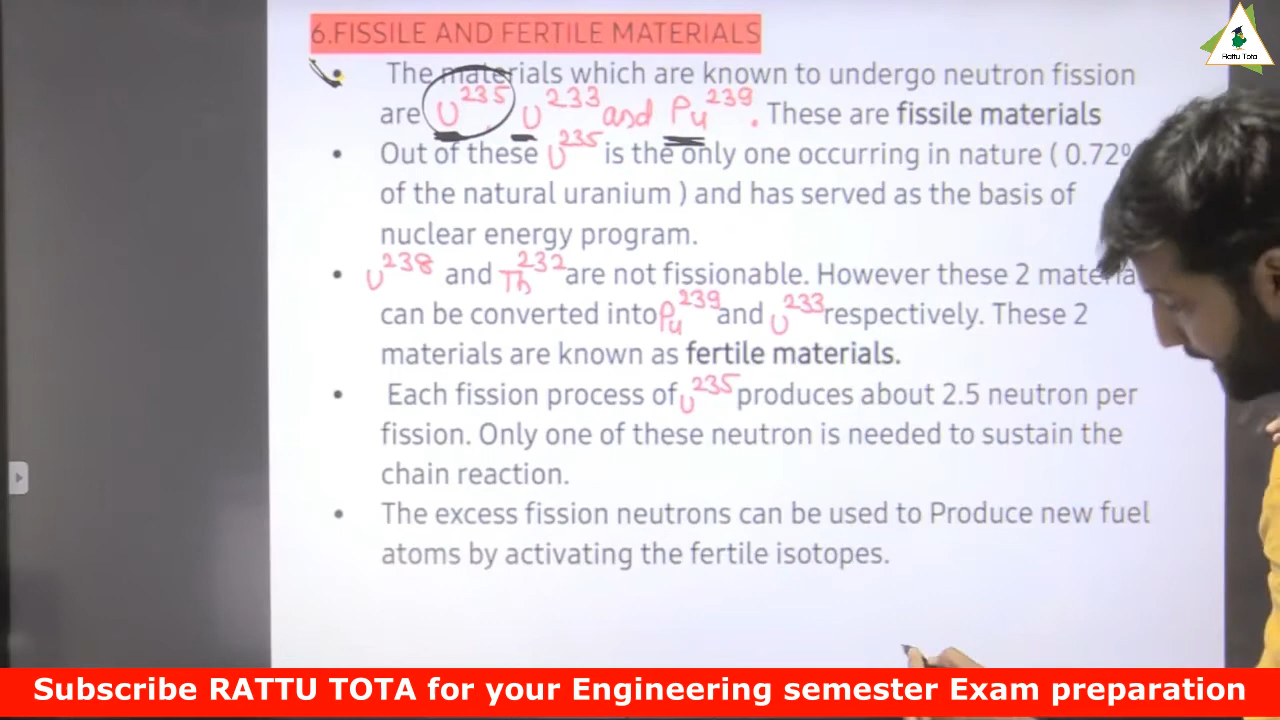 6.FISSILE AND FERTILE MATERIALS
Rattu Tota
• The materials which are known to undergo neutron fission
are U²³⁵ U²³³ and Pu²³⁹. These are fissile materials
• Out of these U²³⁵ is the only one occurring in nature ( 0.72%
of the natural uranium ) and has served as the basis of
nuclear energy program.
• U²³⁸ and Th²³² are not fissionable. However these 2
can be converted into Pu²³⁹ and U²³³ respectively. These 2
materials are known as fertile materials.
• Each fission process of U²³⁵ produces about 2.5 neutron per
fission. Only one of these neutron is needed to sustain the
chain reaction.
• The excess fission neutrons can be used to Produce new fuel
atoms by activating the fertile isotopes.
Subscribe RATTU TOTA for your Engineering semester Exam preparation